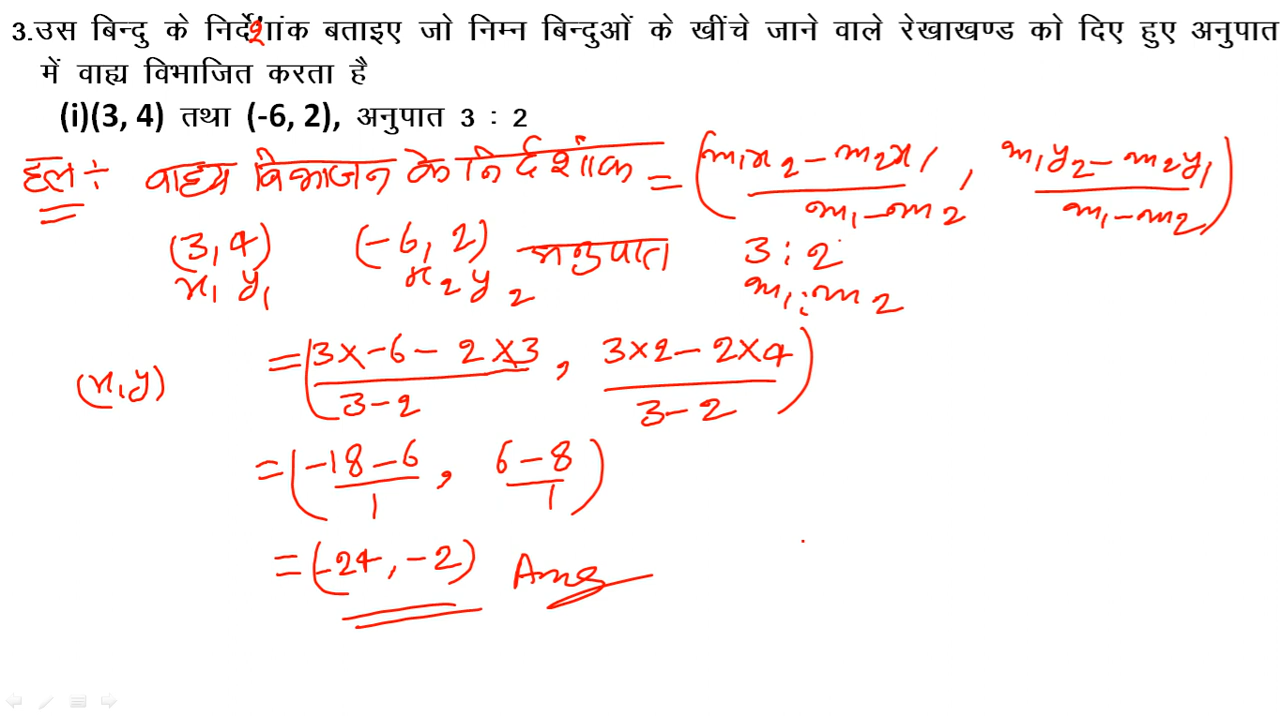 3.उस बिन्दु के निर्देशांक बताइए जो निम्न बिन्दुओं के खींचे जाने वाले रेखाखण्ड को दिए हुए अनुपात
में वाह्य विभाजित करता है
(i)(3, 4) तथा (-6, 2), अनुपात 3 : 2
हल ÷ वाह्य विभाजन के निर्देशांक = (m₁x₂ – m₂x₁ / m₁ – m₂ , m₁y₂ – m₂y₁ / m₁ – m₂)
(3, 4) (–6, 2) अनुपात 3 : 2
x₁ y₁ x₂ y₂ m₁ : m₂
(x, y) = (3 × –6 – 2 × 3 / 3 – 2 , 3 × 2 – 2 × 4 / 3 – 2)
= (–18 – 6 / 1 , 6 – 8 / 1)
= (–24, –2) Ans